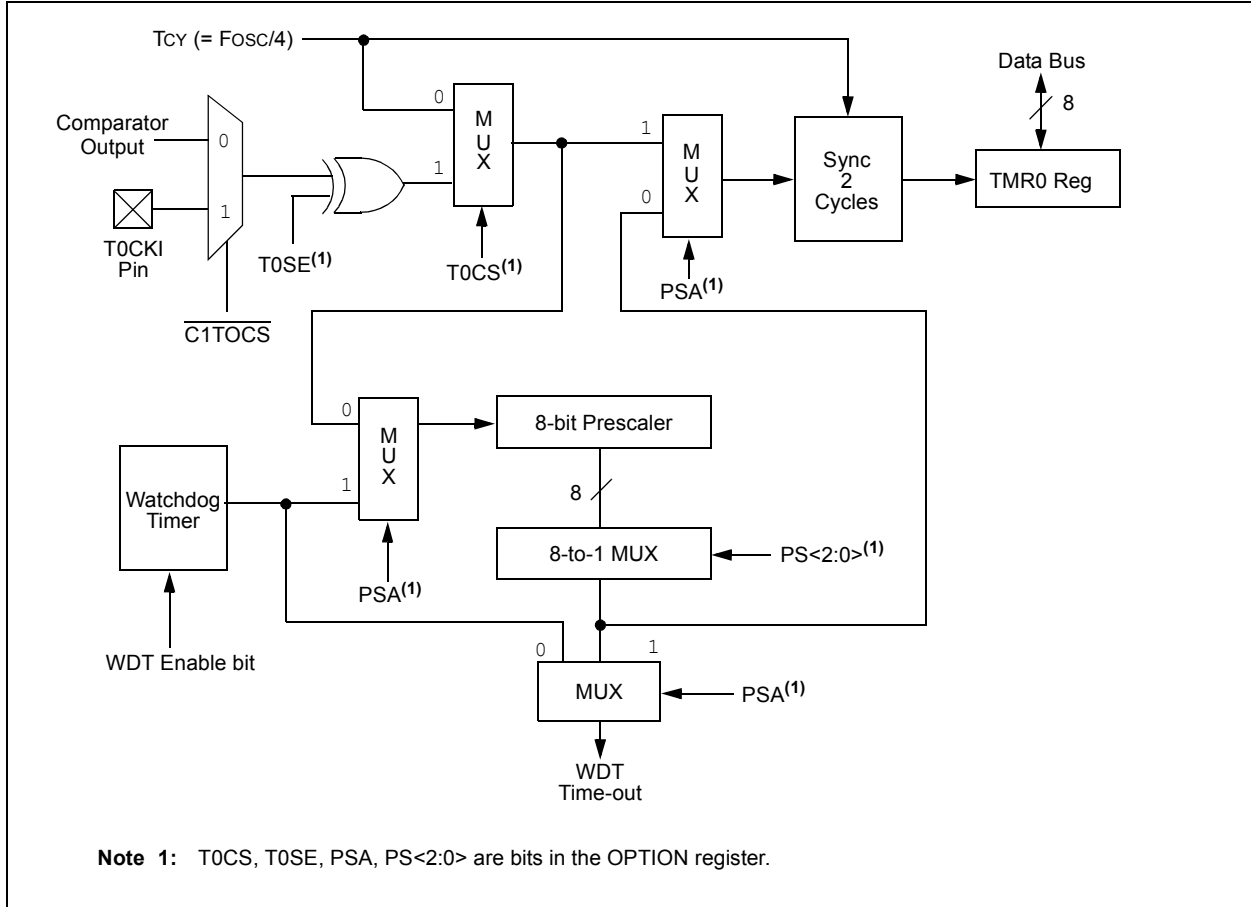 TCY (= FOSC/4)
Data Bus
8
0
M
U
X
1
Comparator
Output
0
1
T0CKI
Pin
C1TOCS
T0SE(1)
T0CS(1)
1
0
M
U
X
PSA(1)
Sync
2
Cycles
TMR0 Reg
0
1
M
U
X
PSA(1)
8-bit Prescaler
8
8-to-1 MUX
PS<2:0>(1)
Watchdog
Timer
WDT Enable bit
0
1
MUX
PSA(1)
WDT
Time-out
Note 1: T0CS, T0SE, PSA, PS<2:0> are bits in the OPTION register.